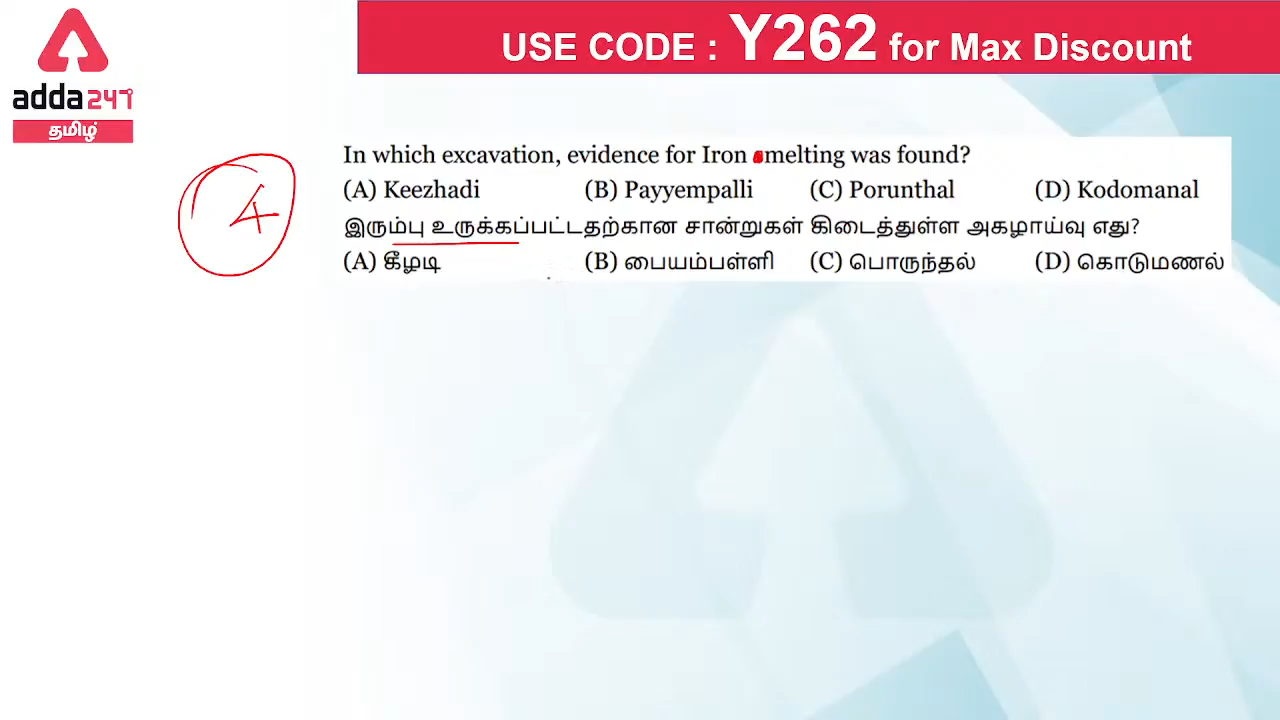 USE CODE : Y262 for Max Discount
adda247
தமிழ்
4
In which excavation, evidence for Iron smelting was found?
(A) Keezhadi (B) Payyempalli (C) Porunthal (D) Kodomanal
இரும்பு உருக்கப்பட்டதற்கான சான்றுகள் கிடைத்துள்ள அகழாய்வு எது?
(A) கீழடி (B) பையம்பள்ளி (C) பொருந்தல் (D) கொடுமணல்